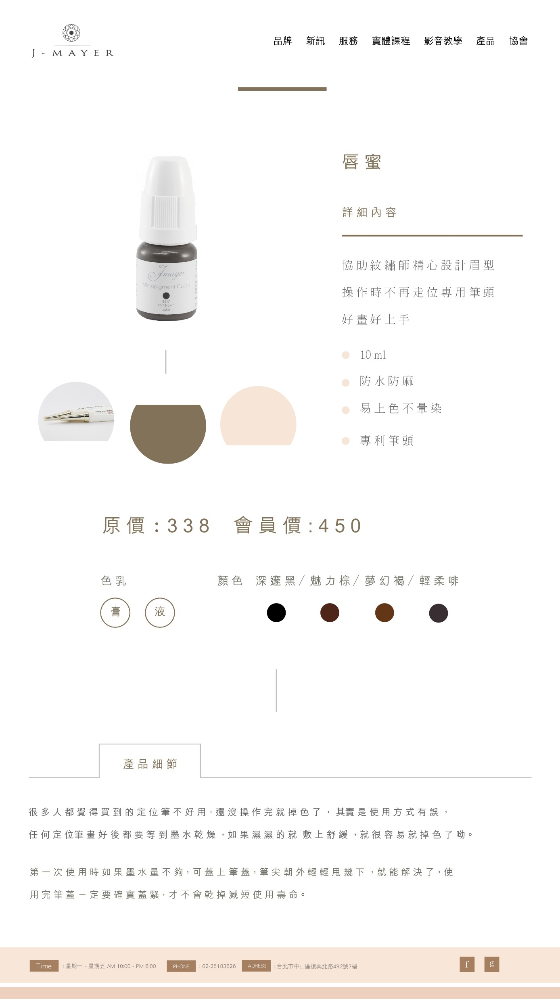 J-MAYER
品牌 新訊 服務 實體課程 影音教學 產品 協會
唇蜜
詳細內容
協助紋繡師精心設計眉型
操作時不再走位專用筆頭
好畫好上手
10 ml
防水防麻
易上色不暈染
專利筆頭
Jmayer
Micropigment Colors
B617
Soft Brown
原價:338 會員價:450
色乳
膏 液
顏色 深邃黑/魅力棕/夢幻褐/輕柔啡
產品細節
很多人都覺得買到的定位筆不好用,還沒操作完就掉色了,其實是使用方式有誤,
任何定位筆畫好後都要等到墨水乾燥,如果濕濕的就 敷上舒緩,就很容易就掉色了呦。
第一次使用時如果墨水量不夠,可蓋上筆蓋,筆尖朝外輕輕甩幾下,就能解決了,使
用完筆蓋一定要確實蓋緊,才不會乾掉減短使用壽命。
Time :星期一 - 星期五 AM 10:00 - PM 6:00 PHONE : 02-25183626 ADRESS :台北市中山區復興北路492號7樓 f g